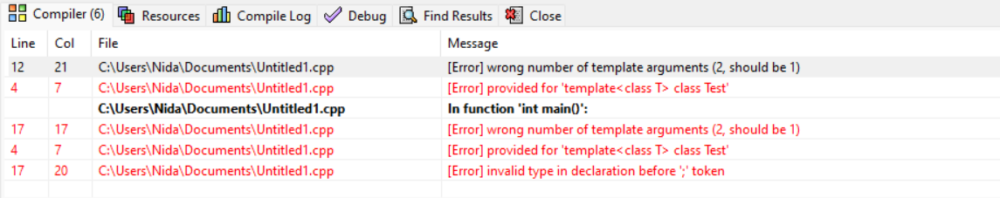 Compiler (6) Resources Compile Log Debug Find Results Close
Line Col File Message
12 21 C:\Users\Nida\Documents\Untitled1.cpp [Error] wrong number of template arguments (2, should be 1)
4 7 C:\Users\Nida\Documents\Untitled1.cpp [Error] provided for 'template<class T> class Test'
C:\Users\Nida\Documents\Untitled1.cpp In function 'int main()':
17 17 C:\Users\Nida\Documents\Untitled1.cpp [Error] wrong number of template arguments (2, should be 1)
4 7 C:\Users\Nida\Documents\Untitled1.cpp [Error] provided for 'template<class T> class Test'
17 20 C:\Users\Nida\Documents\Untitled1.cpp [Error] invalid type in declaration before ';' token